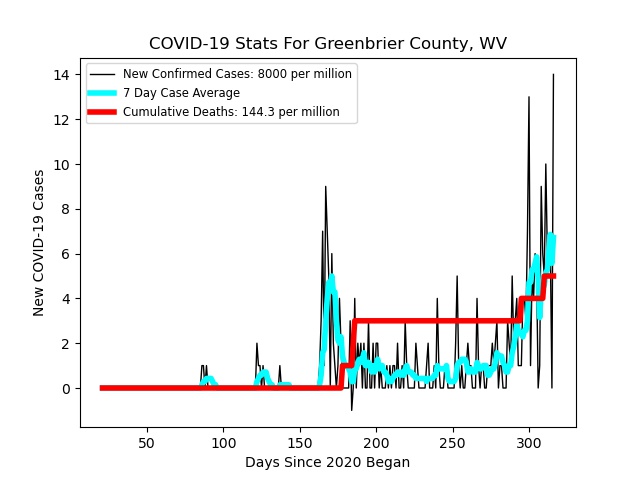 COVID-19 Stats For Greenbrier County, WV
New Confirmed Cases: 8000 per million
7 Day Case Average
Cumulative Deaths: 144.3 per million
New COVID-19 Cases
14
12
10
8
6
4
2
0
50 100 150 200 250 300
Days Since 2020 Began